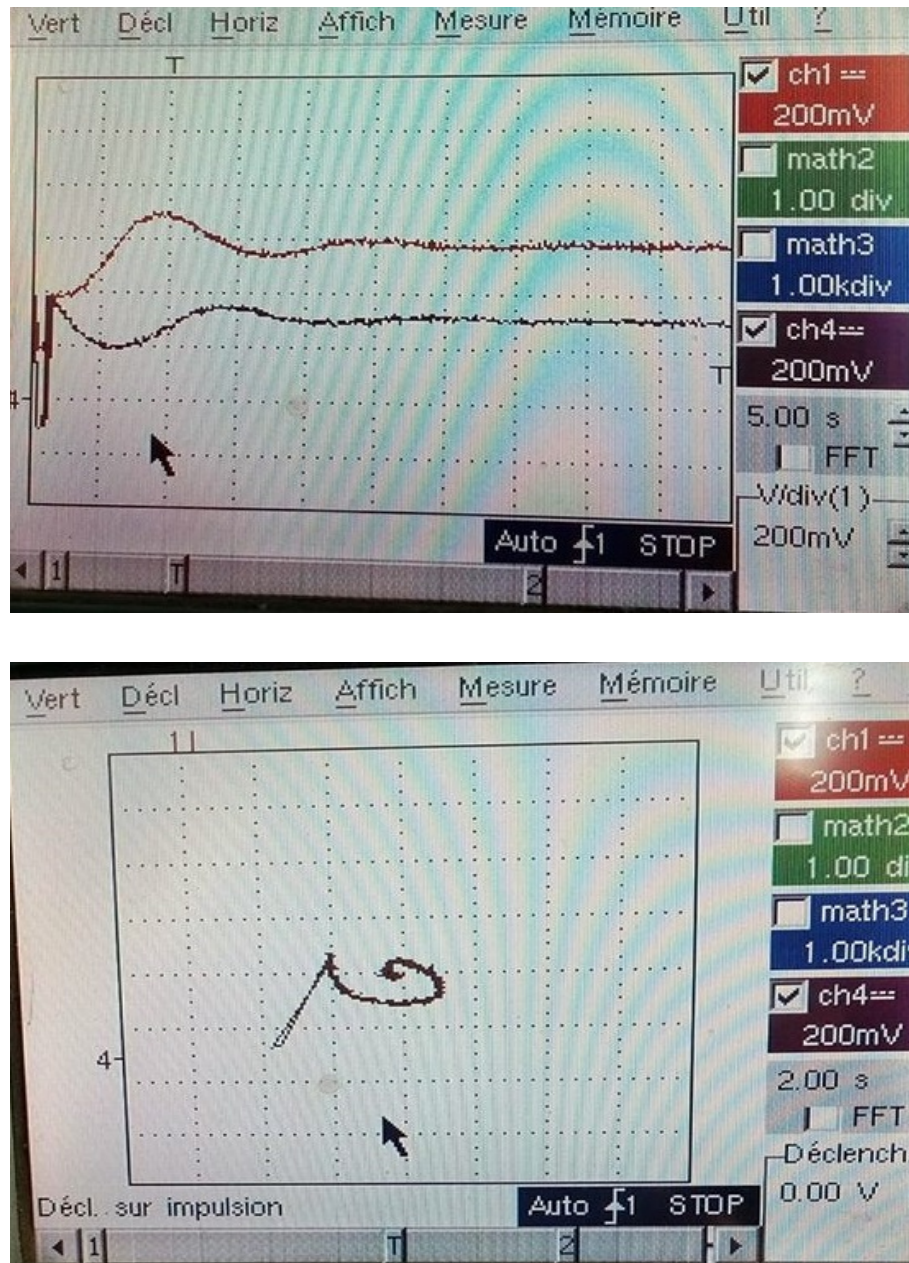 Vert Décl Horiz Affich Mesure Mémoire Util ?
T
ch1
200mV
math2
1.00 div
math3
1.00kdiv
ch4
200mV
T
4
5.00 s
FFT
V/div(1)
200mV
Auto 1 STOP
1 T 2
Vert Décl Horiz Affich Mesure Mémoire Util ?
1
ch1
200mV
math2
1.00 di
math3
1.00kdi
ch4
200mV
4
2.00 s
FFT
Déclench
0.00 V
Décl. sur impulsion
Auto 1 STOP
1 T 2